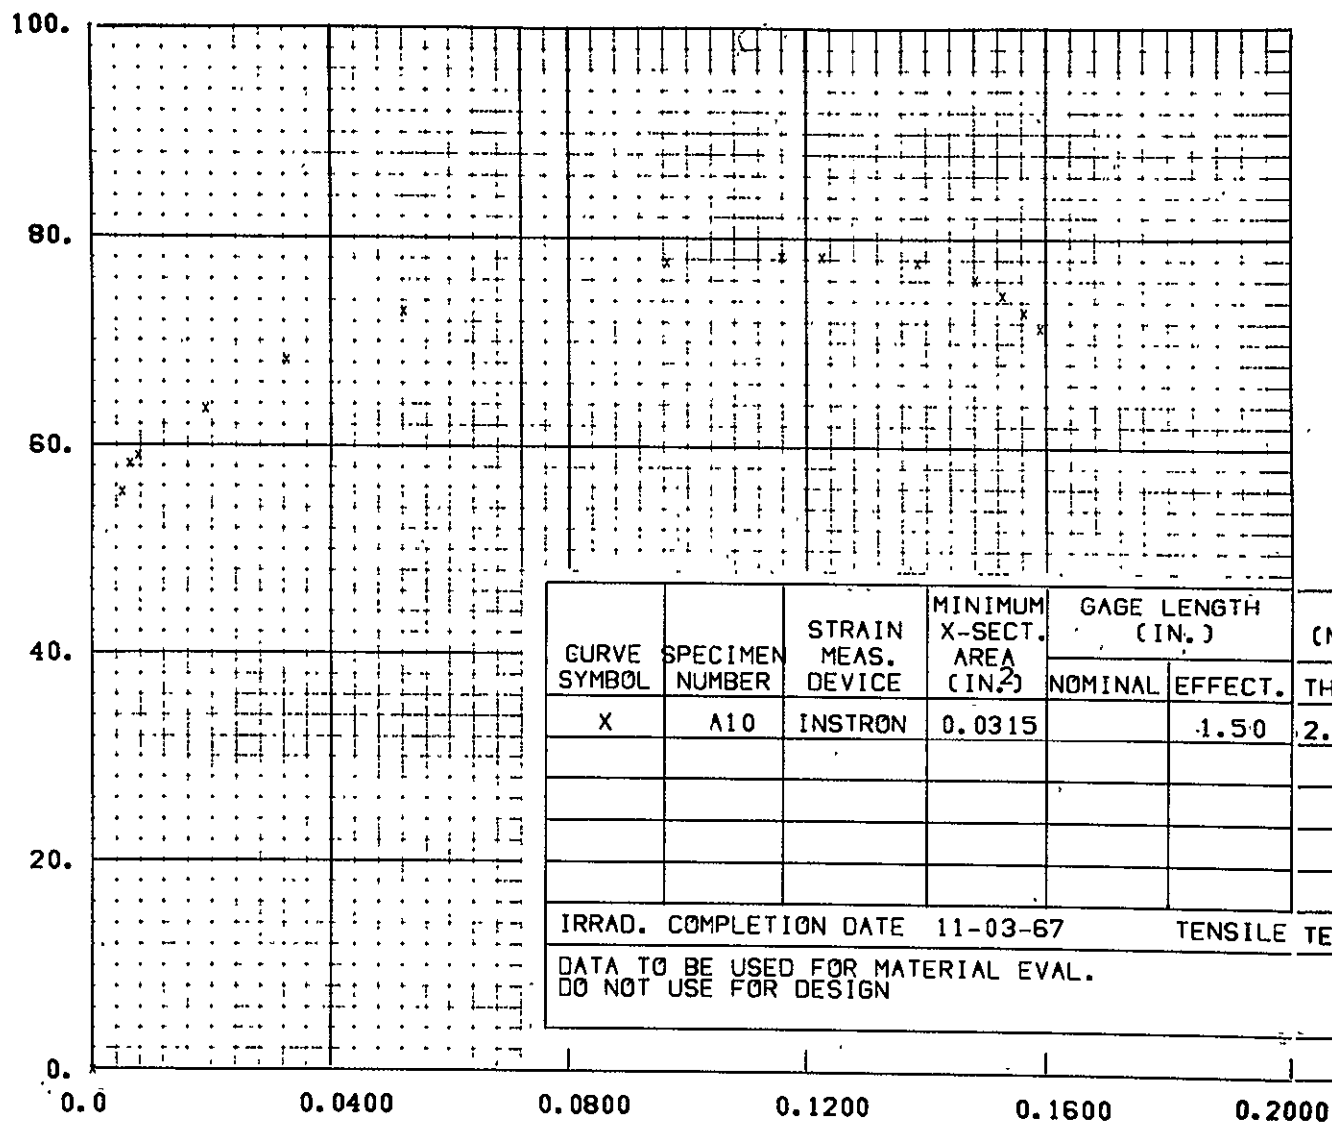 100.
80.
60.
40.
20.
0.
0.0 0.0400 0.0800 0.1200 0.1600 0.2000
CURVE SYMBOL SPECIMEN NUMBER STRAIN MEAS. DEVICE MINIMUM X-SECT. AREA (IN.2) GAGE LENGTH (IN.)
NOMINAL EFFECT. TH
X A10 INSTRON 0.0315 1.50 2.
IRRAD. COMPLETION DATE 11-03-67 TENSILE TE
DATA TO BE USED FOR MATERIAL EVAL.
DO NOT USE FOR DESIGN